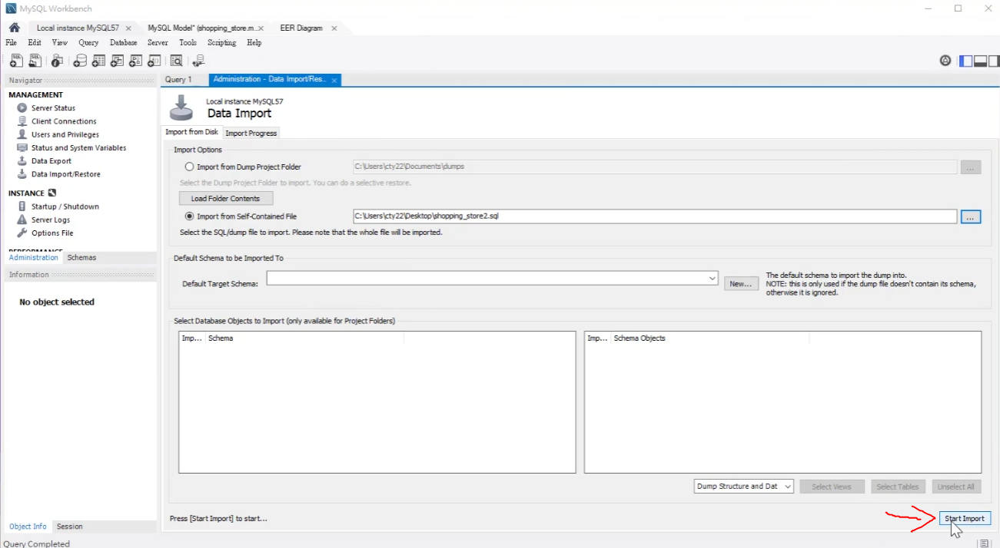 MySQL Workbench
Local instance MySQL57 MySQL Model* (shopping_store.m... EER Diagram
File Edit View Query Database Server Tools Scripting Help
Navigator Query 1 Administration - Data Import/Res...
MANAGEMENT
Server Status
Client Connections
Users and Privileges
Status and System Variables
Data Export
Data Import/Restore
INSTANCE
Startup / Shutdown
Server Logs
Options File
PERFORMANCE
Administration Schemas
Information
No object selected
Object Info Session
Local instance MySQL57
Data Import
Import from Disk Import Progress
Import Options
Import from Dump Project Folder C:\Users\cty22\Documents\dumps ...
Select the Dump Project Folder to import. You can do a selective restore.
Load Folder Contents
Import from Self-Contained File C:\Users\cty22\Desktop\shopping_store2.sql ...
Select the SQL/dump file to import. Please note that the whole file will be imported.
Default Schema to be Imported To
Default Target Schema: New...
The default schema to import the dump into.
NOTE: this is only used if the dump file doesn't contain its schema,
otherwise it is ignored.
Select Database Objects to Import (only available for Project Folders)
Imp... Schema Imp... Schema Objects
Dump Structure and Dat Select Views Select Tables Unselect All
Press [Start Import] to start... Start Import
Query Completed